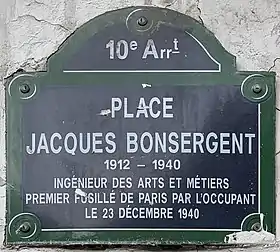 10e Arrt
PLACE
JACQUES BONSERGENT
1912 – 1940
INGÉNIEUR DES ARTS ET MÉTIERS
PREMIER FUSILLÉ DE PARIS PAR L'OCCUPANT
LE 23 DÉCEMBRE 1940